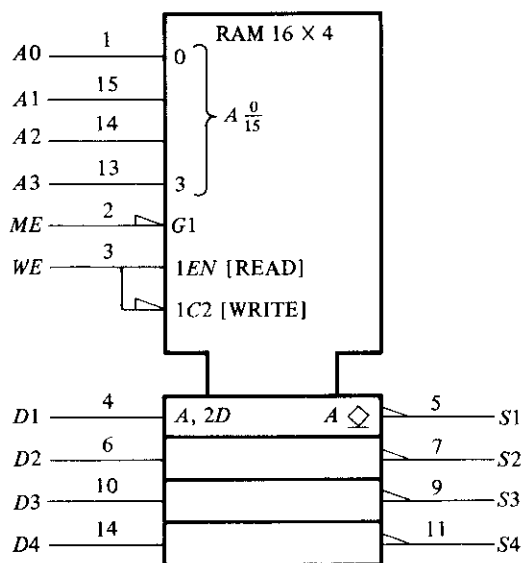 RAM 16 × 4
A0 1 0
A1 15
A 0/15
A2 14
A3 13 3
ME 2 G1
WE 3 1EN [READ]
1C2 [WRITE]
D1 4 A, 2D A 5 S1
D2 6 7 S2
D3 10 9 S3
D4 14 11 S4